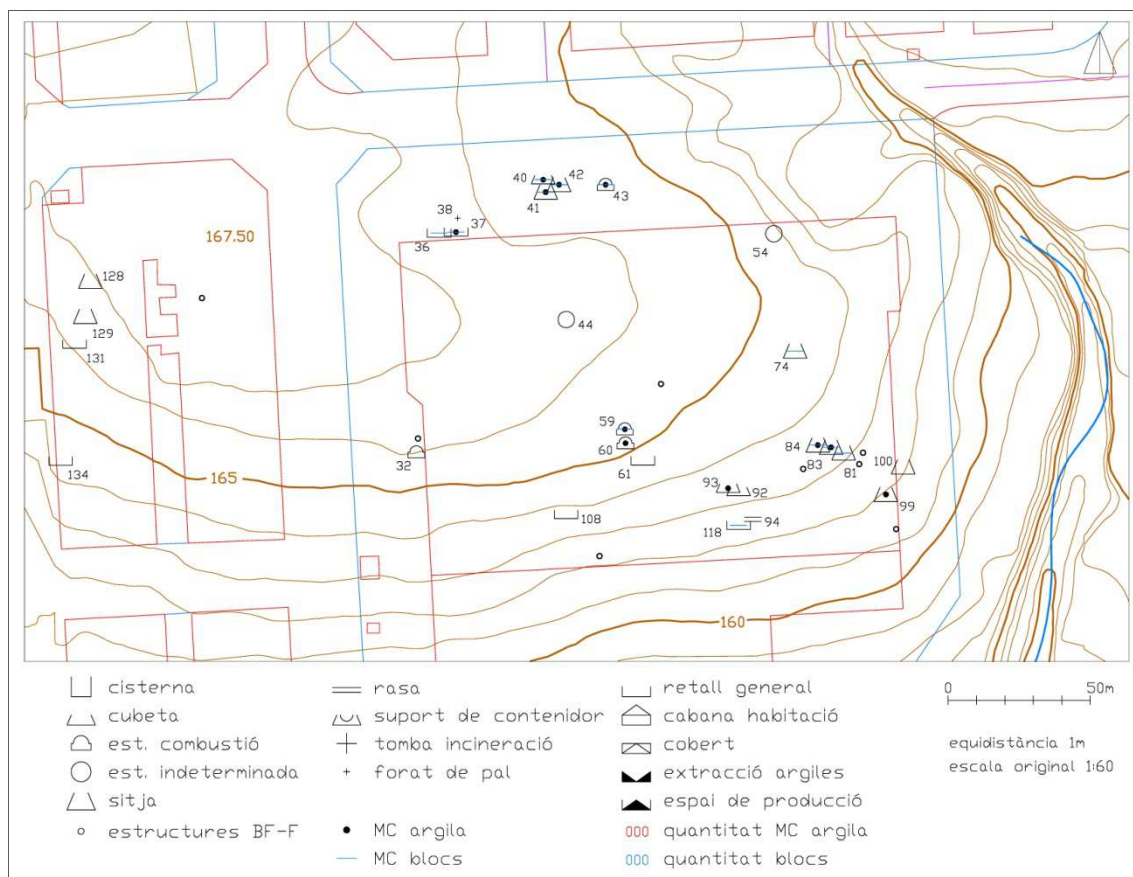 40
42
41
43
38
37
36
54
167.50
128
129
131
44
74
59
60
61
32
84
83
81
100
134
165
93
92
99
108
118
94
160
cisterna
cubeta
est. combustió
est. indeterminada
sitja
estructures BF-F
rasa
suport de contenidor
tomba incineració
forat de pal
MC argila
MC blocs
retall general
cabana habitació
cobert
extracció argiles
espai de producció
000 quantitat MC argila
000 quantitat blocs
0 50m
equidistància 1m
escala original 1:60